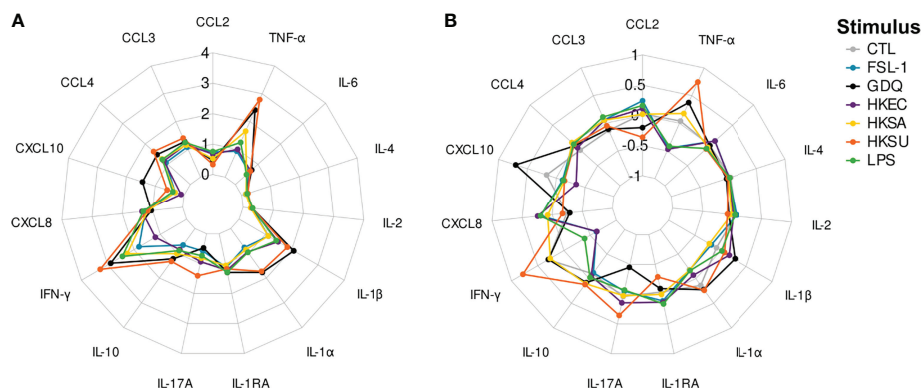 A
CCL2
TNF-α
IL-6
IL-4
IL-2
IL-1β
IL-1α
IL-1RA
IL-17A
IL-10
IFN-γ
CXCL8
CXCL10
CCL4
CCL3
4
3
2
1
0
B
CCL2
TNF-α
IL-6
IL-4
IL-2
IL-1β
IL-1α
IL-1RA
IL-17A
IL-10
IFN-γ
CXCL8
CXCL10
CCL4
CCL3
1
0.5
0
-0.5
-1
Stimulus
CTL
FSL-1
GDQ
HKEC
HKSA
HKSU
LPS